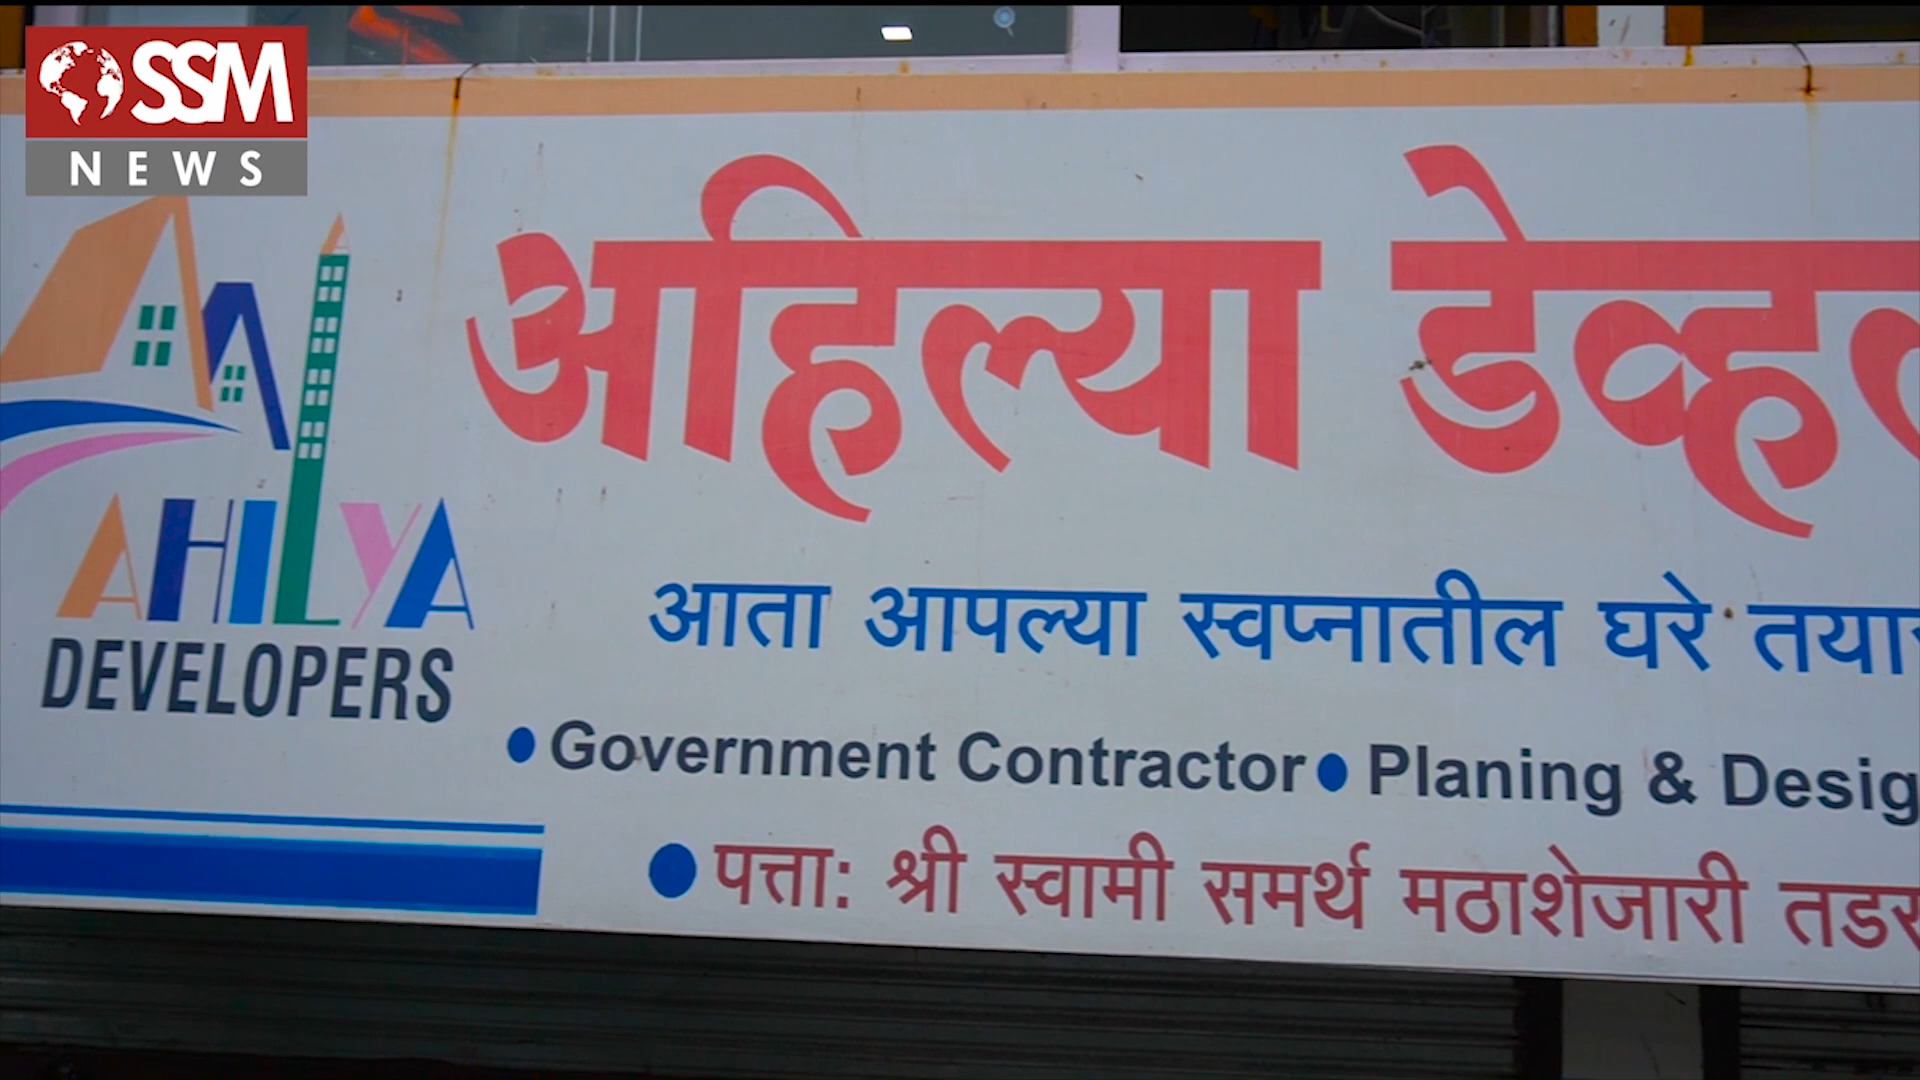 SSM
NEWS
अहिल्या
AHILYA
DEVELOPERS
आता आपल्या स्वप्नातील घरे
• Government Contractor • Planing &
• पत्ता: श्री स्वामी समर्थ मठाशेजारी